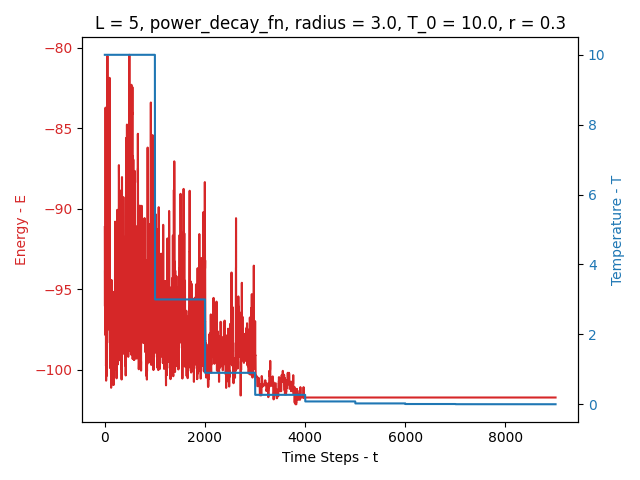 L = 5, power_decay_fn, radius = 3.0, T_0 = 10.0, r = 0.3
−80
−85
−90
−95
−100
Energy - E
10
8
6
4
2
0
Temperature - T
0 2000 4000 6000 8000
Time Steps - t